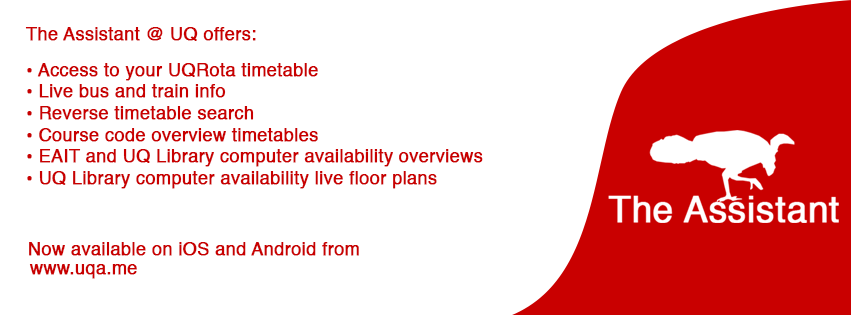 The Assistant @ UQ offers:
• Access to your UQRota timetable
• Live bus and train info
• Reverse timetable search
• Course code overview timetables
• EAIT and UQ Library computer availability overviews
• UQ Library computer availability live floor plans
Now available on iOS and Android from
www.uqa.me
The Assistant